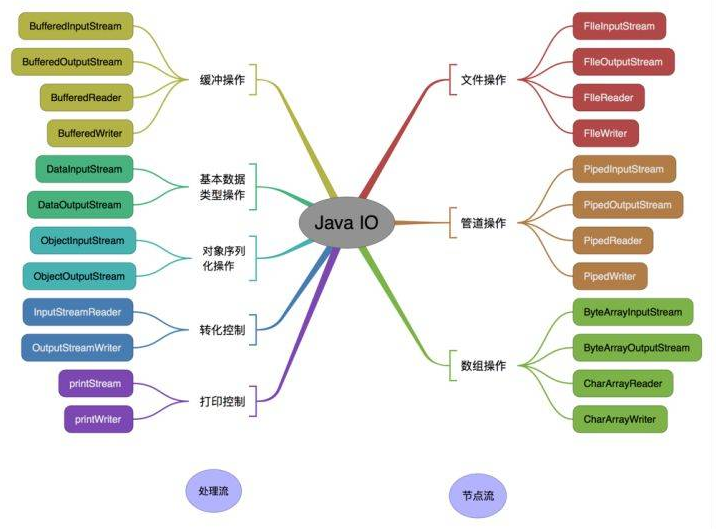 BufferedInputStream
BufferedOutputStream
BufferedReader
BufferedWriter
缓冲操作
DataInputStream
DataOutputStream
基本数据
类型操作
ObjectInputStream
ObjectOutputStream
对象序列
化操作
InputStreamReader
OutputStreamWriter
转化控制
printStream
printWriter
打印控制
Java IO
文件操作
FIleInputStream
FIleOutputStream
FIleReader
FIleWriter
管道操作
PipedInputStream
PipedOutputStream
PipedReader
PipedWriter
数组操作
ByteArrayInputStream
ByteArrayOutputStream
CharArrayReader
CharArrayWriter
处理流
节点流